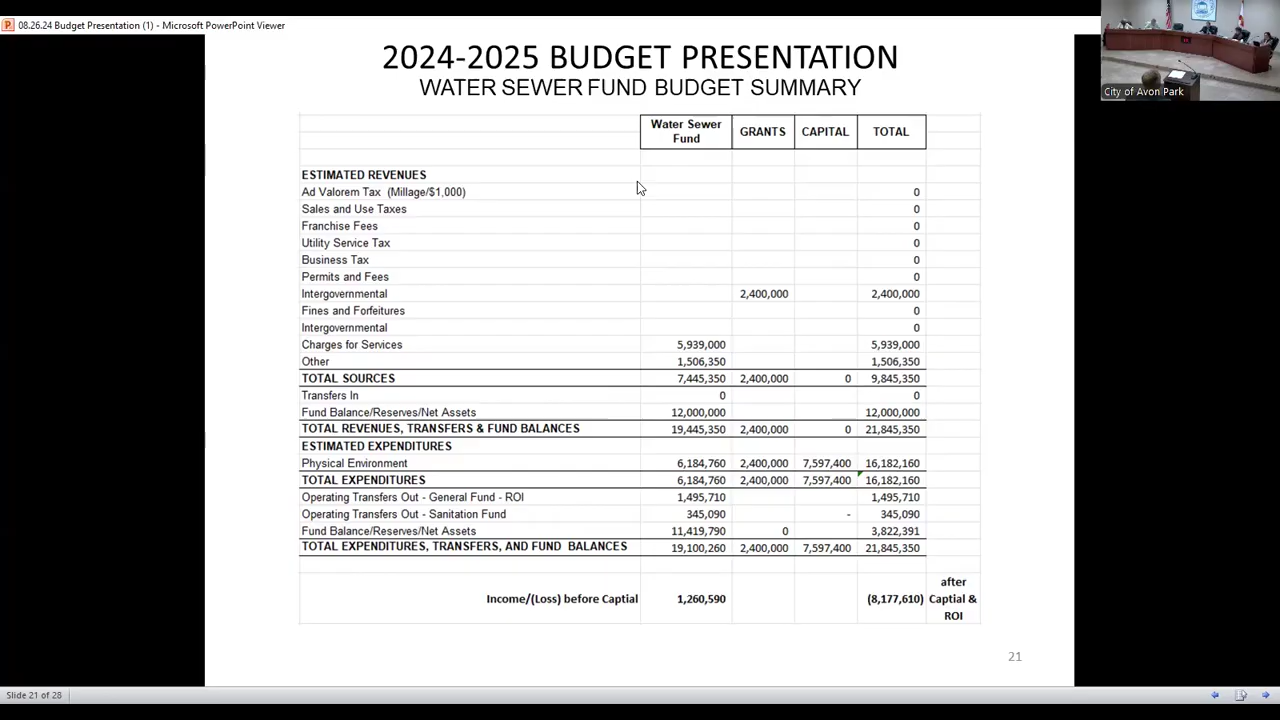 08.26.24 Budget Presentation (1) - Microsoft PowerPoint Viewer
City of Avon Park
2024-2025 BUDGET PRESENTATION
WATER SEWER FUND BUDGET SUMMARY
Water Sewer Fund GRANTS CAPITAL TOTAL
ESTIMATED REVENUES
Ad Valorem Tax (Millage/$1,000) 0
Sales and Use Taxes 0
Franchise Fees 0
Utility Service Tax 0
Business Tax 0
Permits and Fees 0
Intergovernmental 2,400,000 2,400,000
Fines and Forfeitures 0
Intergovernmental 0
Charges for Services 5,939,000 5,939,000
Other 1,506,350 1,506,350
TOTAL SOURCES 7,445,350 2,400,000 0 9,845,350
Transfers In 0 0
Fund Balance/Reserves/Net Assets 12,000,000 12,000,000
TOTAL REVENUES, TRANSFERS & FUND BALANCES 19,445,350 2,400,000 0 21,845,350
ESTIMATED EXPENDITURES
Physical Environment 6,184,760 2,400,000 7,597,400 16,182,160
TOTAL EXPENDITURES 6,184,760 2,400,000 7,597,400 16,182,160
Operating Transfers Out - General Fund - ROI 1,495,710 1,495,710
Operating Transfers Out - Sanitation Fund 345,090 - 345,090
Fund Balance/Reserves/Net Assets 11,419,790 0 3,822,391
TOTAL EXPENDITURES, TRANSFERS, AND FUND BALANCES 19,100,260 2,400,000 7,597,400 21,845,350
Income/(Loss) before Captial 1,260,590 (8,177,610) after Captial & ROI
21
Slide 21 of 28